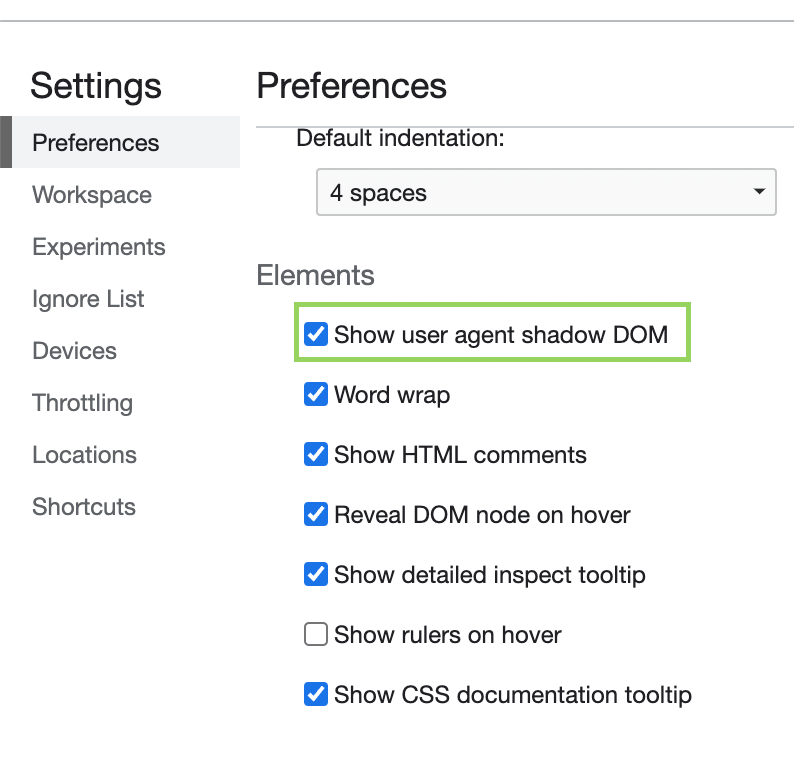 Settings
Preferences
Workspace
Experiments
Ignore List
Devices
Throttling
Locations
Shortcuts
Preferences
Default indentation:
4 spaces
Elements
Show user agent shadow DOM
Word wrap
Show HTML comments
Reveal DOM node on hover
Show detailed inspect tooltip
Show rulers on hover
Show CSS documentation tooltip